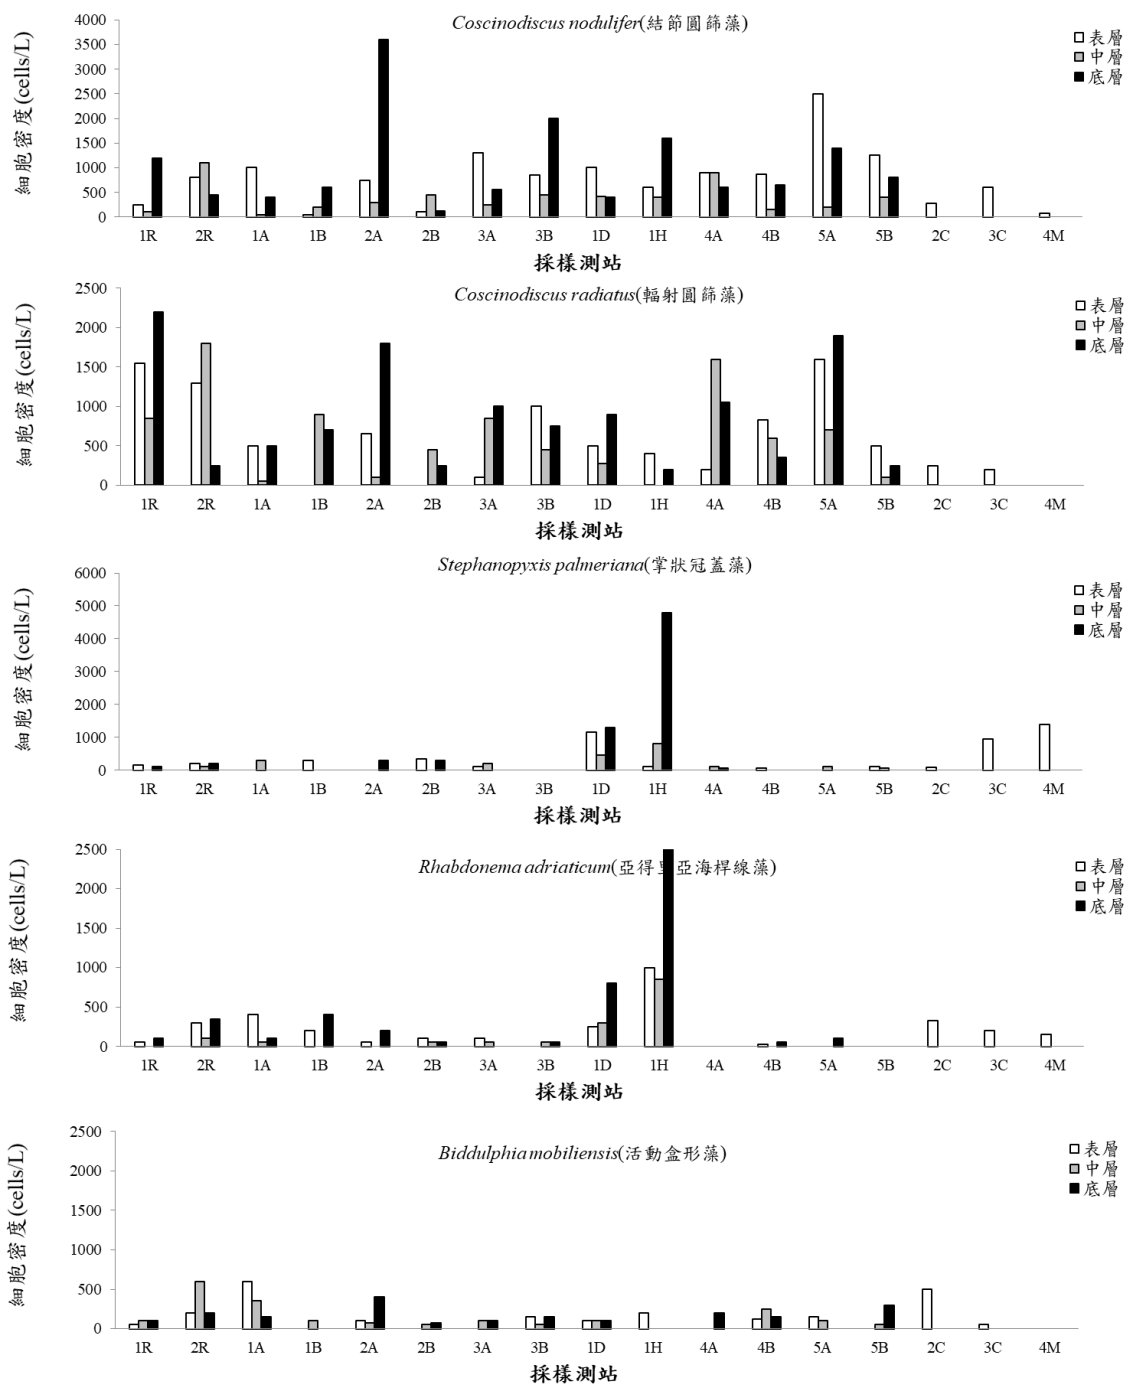 Coscinodiscus nodulifer(結節圓篩藻)
細胞密度(cells/L)
4000
3500
3000
2500
2000
1500
1000
500
0
表層
中層
底層
1R 2R 1A 1B 2A 2B 3A 3B 1D 1H 4A 4B 5A 5B 2C 3C 4M
採樣測站
Coscinodiscus radiatus(輻射圓篩藻)
細胞密度(cells/L)
2500
2000
1500
1000
500
0
表層
中層
底層
1R 2R 1A 1B 2A 2B 3A 3B 1D 1H 4A 4B 5A 5B 2C 3C 4M
採樣測站
Stephanopyxis palmeriana(掌狀冠蓋藻)
細胞密度(cells/L)
6000
5000
4000
3000
2000
1000
0
表層
中層
底層
1R 2R 1A 1B 2A 2B 3A 3B 1D 1H 4A 4B 5A 5B 2C 3C 4M
採樣測站
Rhabdonema adriaticum(亞得里亞海桿線藻)
細胞密度(cells/L)
2500
2000
1500
1000
500
0
表層
中層
底層
1R 2R 1A 1B 2A 2B 3A 3B 1D 1H 4A 4B 5A 5B 2C 3C 4M
採樣測站
Biddulphia mobiliensis(活動盒形藻)
細胞密度(cells/L)
2500
2000
1500
1000
500
0
表層
中層
底層
1R 2R 1A 1B 2A 2B 3A 3B 1D 1H 4A 4B 5A 5B 2C 3C 4M
採樣測站